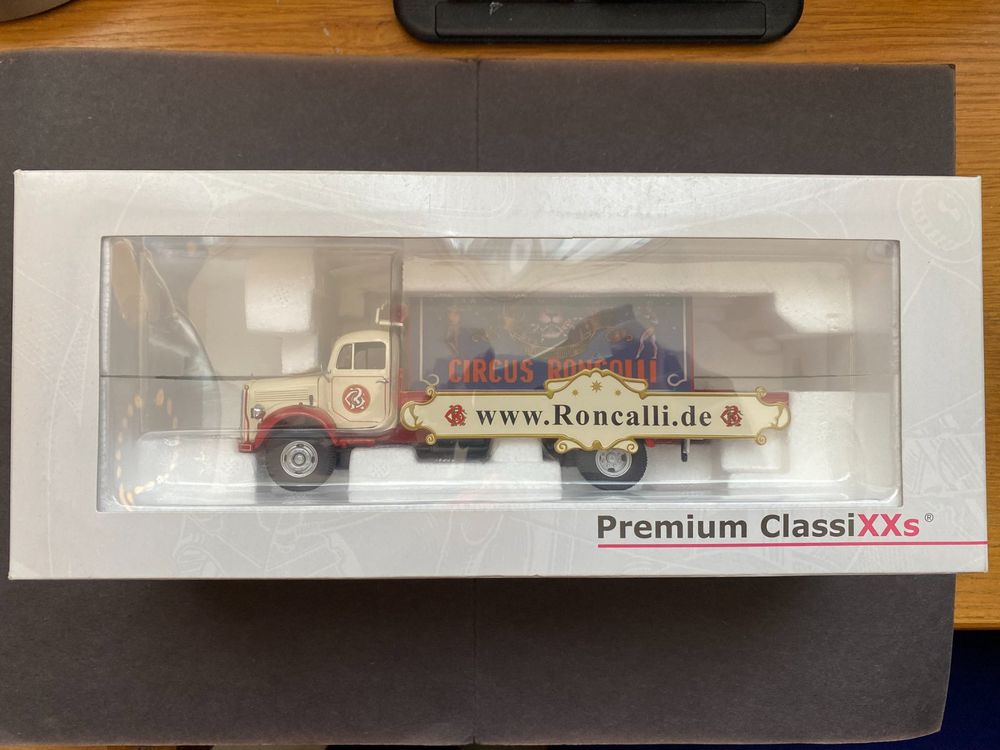 CIRCUS RONCALLI
www.Roncalli.de
Premium ClassiXXs®